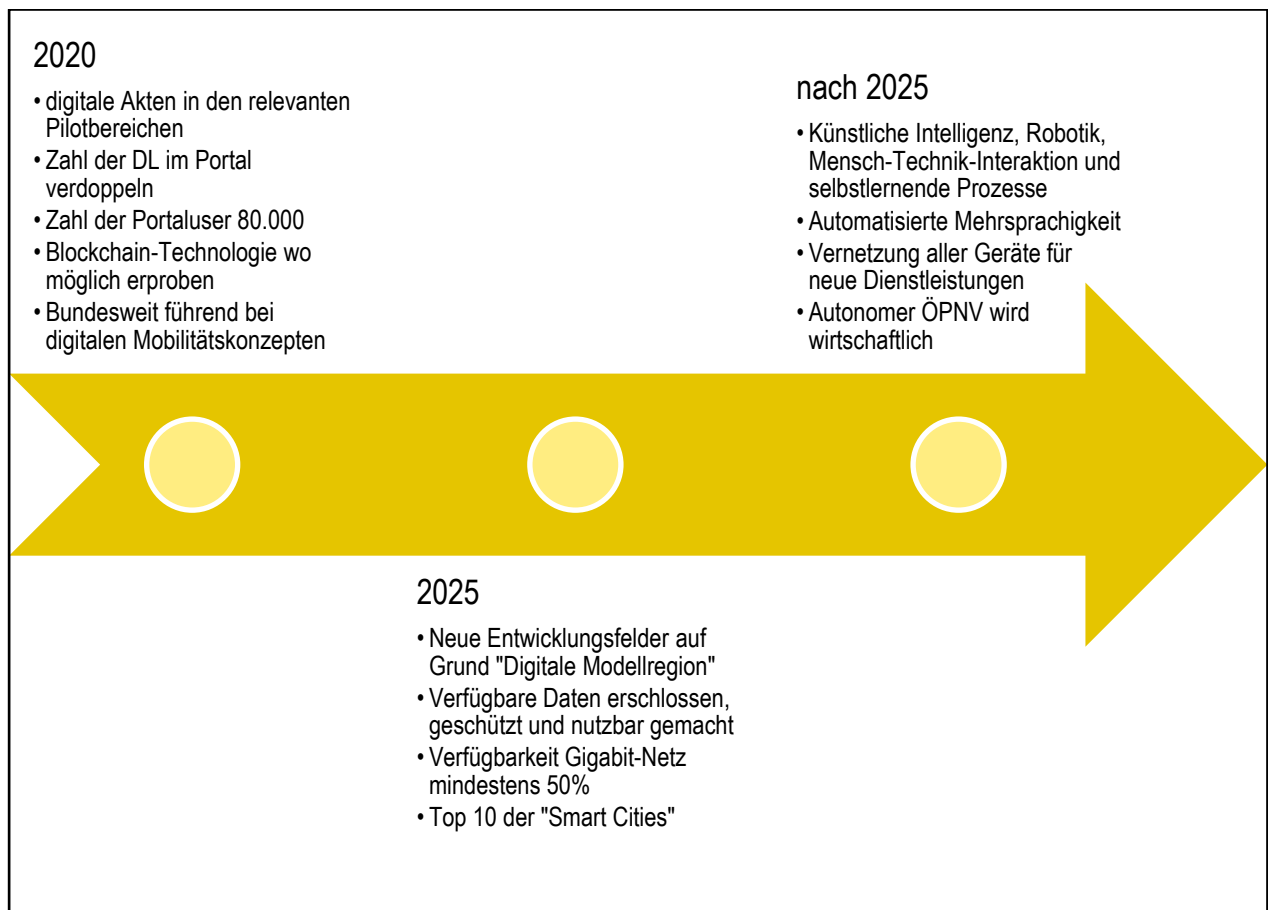 2020
• digitale Akten in den relevanten
Pilotbereichen
• Zahl der DL im Portal
verdoppeln
• Zahl der Portaluser 80.000
• Blockchain-Technologie wo
möglich erproben
• Bundesweit führend bei
digitalen Mobilitätskonzepten
2025
• Neue Entwicklungsfelder auf
Grund "Digitale Modellregion"
• Verfügbare Daten erschlossen,
geschützt und nutzbar gemacht
• Verfügbarkeit Gigabit-Netz
mindestens 50%
• Top 10 der "Smart Cities"
nach 2025
• Künstliche Intelligenz, Robotik,
Mensch-Technik-Interaktion und
selbstlernende Prozesse
• Automatisierte Mehrsprachigkeit
• Vernetzung aller Geräte für
neue Dienstleistungen
• Autonomer ÖPNV wird
wirtschaftlich